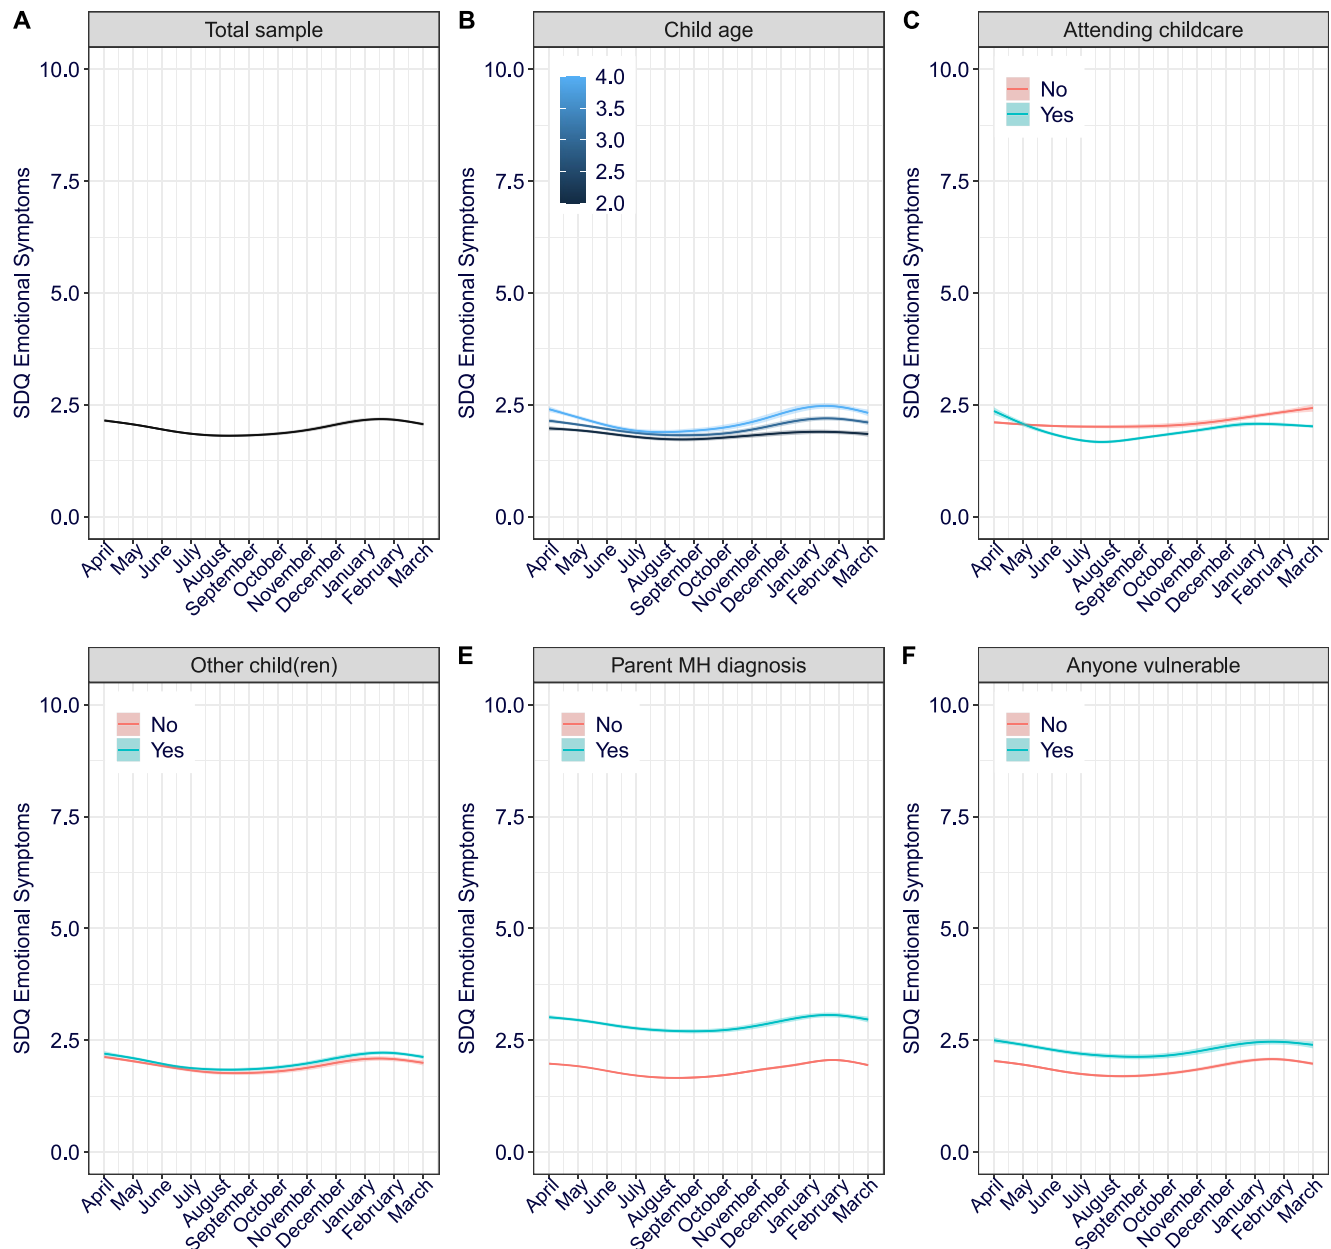 A
Total sample
SDQ Emotional Symptoms
10.0
7.5
5.0
2.5
0.0
April
May
June
July
August
September
October
November
December
January
February
March
B
Child age
SDQ Emotional Symptoms
10.0
7.5
5.0
2.5
0.0
4.0
3.5
3.0
2.5
2.0
April
May
June
July
August
September
October
November
December
January
February
March
C
Attending childcare
SDQ Emotional Symptoms
10.0
7.5
5.0
2.5
0.0
No
Yes
April
May
June
July
August
September
October
November
December
January
February
March
Other child(ren)
SDQ Emotional Symptoms
10.0
7.5
5.0
2.5
0.0
No
Yes
April
May
June
July
August
September
October
November
December
January
February
March
E
Parent MH diagnosis
SDQ Emotional Symptoms
10.0
7.5
5.0
2.5
0.0
No
Yes
April
May
June
July
August
September
October
November
December
January
February
March
F
Anyone vulnerable
SDQ Emotional Symptoms
10.0
7.5
5.0
2.5
0.0
No
Yes
April
May
June
July
August
September
October
November
December
January
February
March